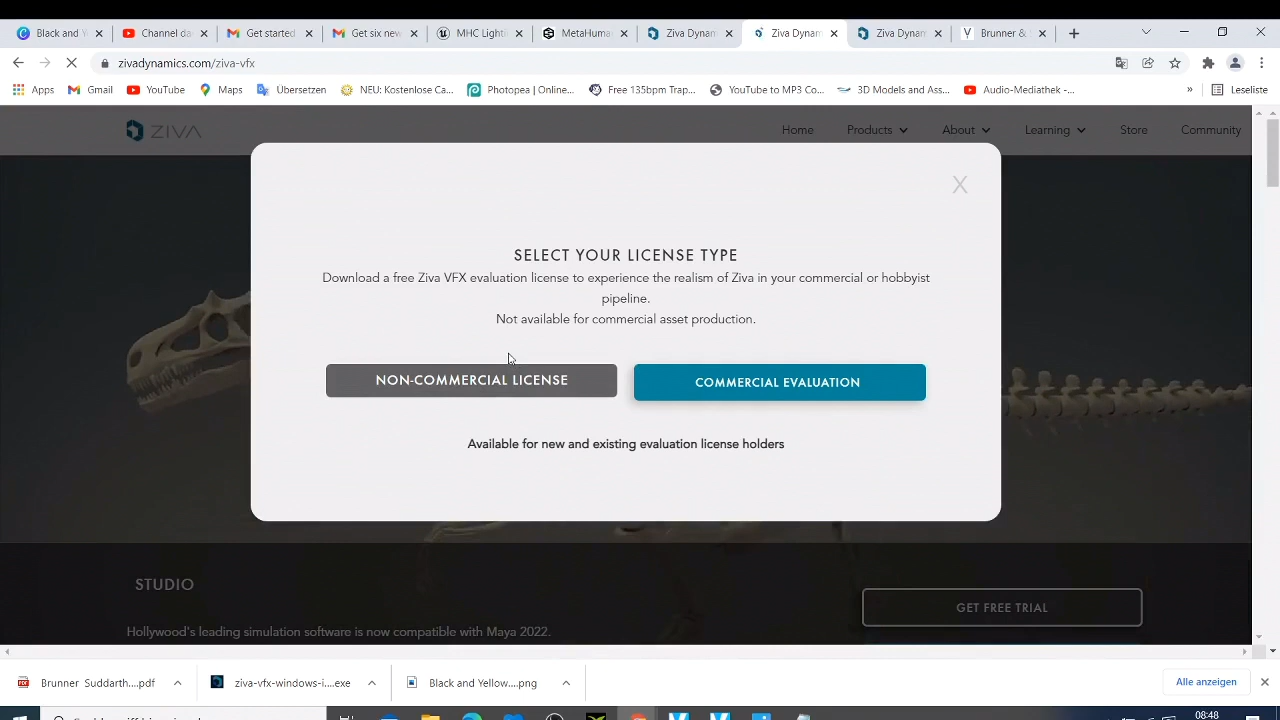 Black and Y
Channel da
Get started
Get six new
MHC Light
MetaHuman
Ziva Dynam
Ziva Dynam
Ziva Dynam
Brunner &
zivadynamics.com/ziva-vfx
Apps
Gmail
YouTube
Maps
Übersetzen
NEU: Kostenlose Ca...
Photopea | Online...
Free 135bpm Trap...
YouTube to MP3 Co...
3D Models and Ass...
Audio-Mediathek -...
»
Leseliste
ZIVA
Home
Products
About
Learning
Store
Community
X
SELECT YOUR LICENSE TYPE
Download a free Ziva VFX evaluation license to experience the realism of Ziva in your commercial or hobbyist
pipeline.
Not available for commercial asset production.
NON-COMMERCIAL LICENSE
COMMERCIAL EVALUATION
Available for new and existing evaluation license holders
STUDIO
GET FREE TRIAL
Hollywood's leading simulation software is now compatible with Maya 2022.
Brunner Suddarth....pdf
ziva-vfx-windows-i....exe
Black and Yellow....png
Alle anzeigen
08:48